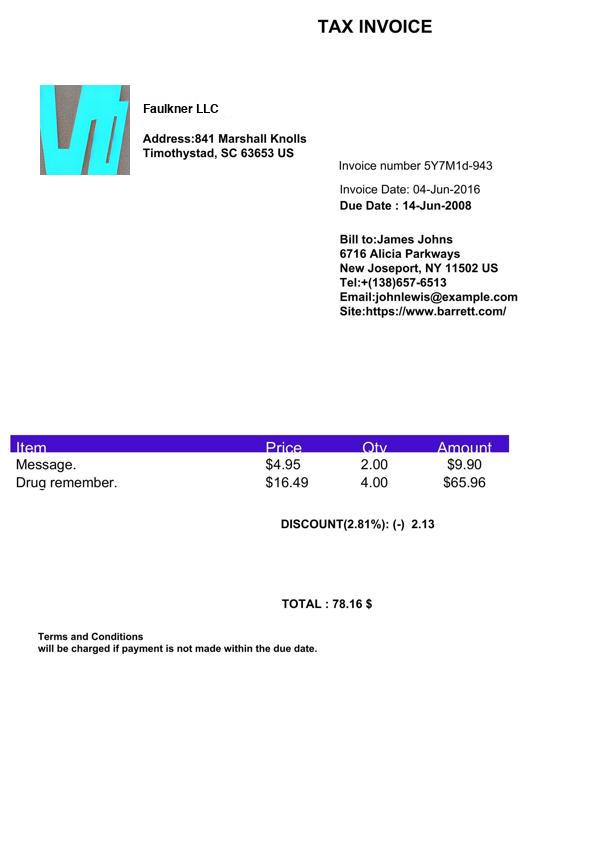 TAX INVOICE
Faulkner LLC
Address:841 Marshall Knolls
Timothystad, SC 63653 US
Invoice number 5Y7M1d-943
Invoice Date: 04-Jun-2016
Due Date : 14-Jun-2008
Bill to:James Johns
6716 Alicia Parkways
New Joseport, NY 11502 US
Tel:+(138)657-6513
Email:johnlewis@example.com
Site:https://www.barrett.com/
Item Price Qty Amount
Message. $4.95 2.00 $9.90
Drug remember. $16.49 4.00 $65.96
DISCOUNT(2.81%): (-) 2.13
TOTAL : 78.16 $
Terms and Conditions
will be charged if payment is not made within the due date.